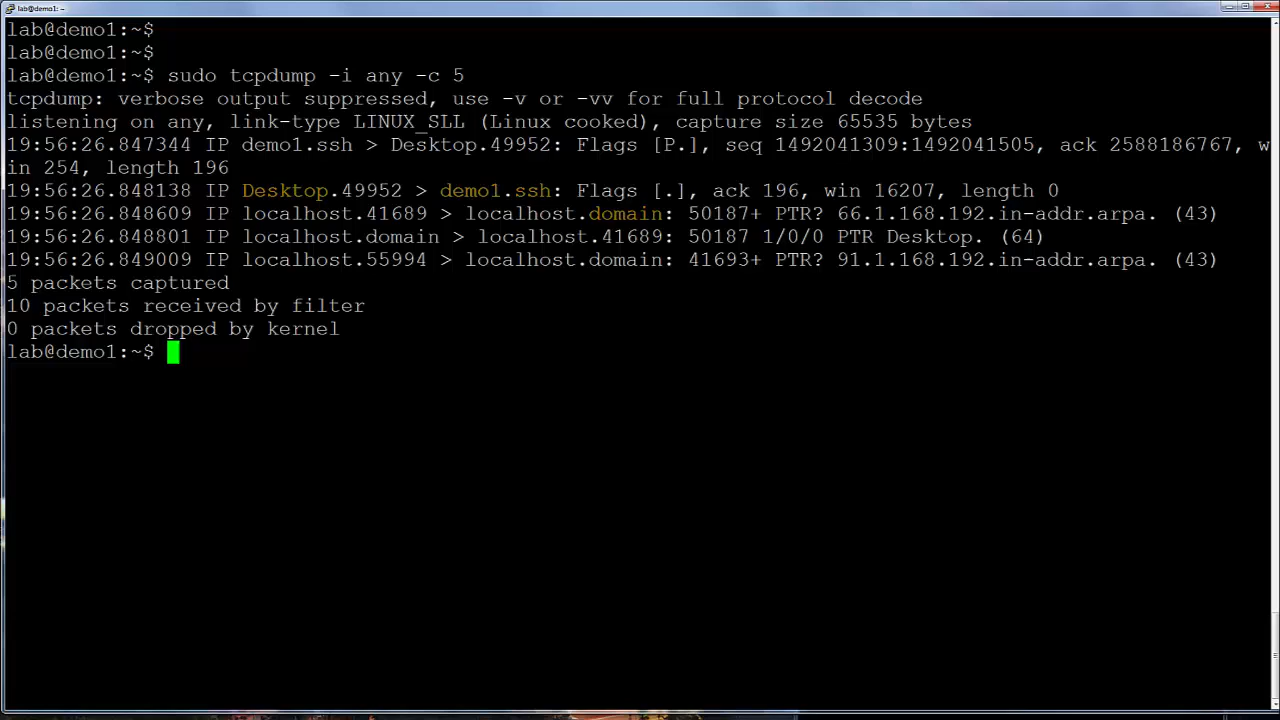 lab@demo1: ~
lab@demo1:~$
lab@demo1:~$
lab@demo1:~$ sudo tcpdump -i any -c 5
tcpdump: verbose output suppressed, use -v or -vv for full protocol decode
listening on any, link-type LINUX_SLL (Linux cooked), capture size 65535 bytes
19:56:26.847344 IP demo1.ssh > Desktop.49952: Flags [P.], seq 1492041309:1492041505, ack 2588186767, w
in 254, length 196
19:56:26.848138 IP Desktop.49952 > demo1.ssh: Flags [.], ack 196, win 16207, length 0
19:56:26.848609 IP localhost.41689 > localhost.domain: 50187+ PTR? 66.1.168.192.in-addr.arpa. (43)
19:56:26.848801 IP localhost.domain > localhost.41689: 50187 1/0/0 PTR Desktop. (64)
19:56:26.849009 IP localhost.55994 > localhost.domain: 41693+ PTR? 91.1.168.192.in-addr.arpa. (43)
5 packets captured
10 packets received by filter
0 packets dropped by kernel
lab@demo1:~$